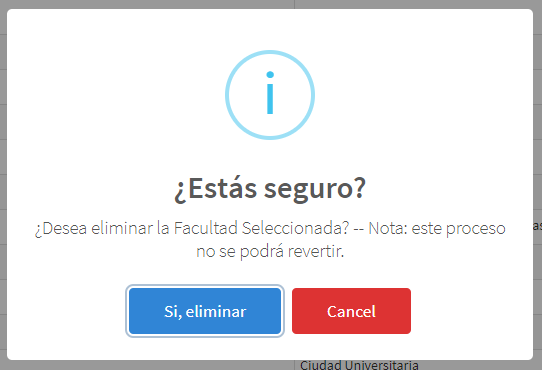 i
¿Estás seguro?
¿Desea eliminar la Facultad Seleccionada? -- Nota: este proceso
no se podrá revertir.
Si, eliminar
Cancel
Ciudad Universitaria